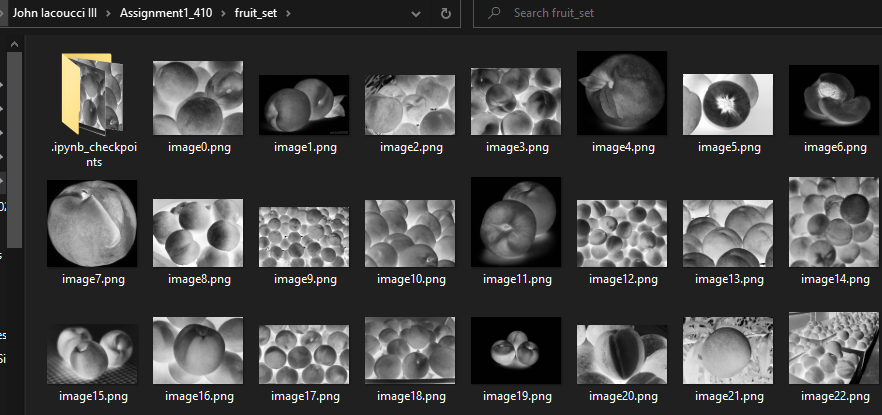 John Iacoucci III > Assignment1_410 > fruit_set >
Search fruit_set
.ipynb_checkpoi
nts
image0.png
image1.png
image2.png
image3.png
image4.png
image5.png
image6.png
image7.png
image8.png
image9.png
image10.png
image11.png
image12.png
image13.png
image14.png
image15.png
image16.png
image17.png
image18.png
image19.png
image20.png
image21.png
image22.png